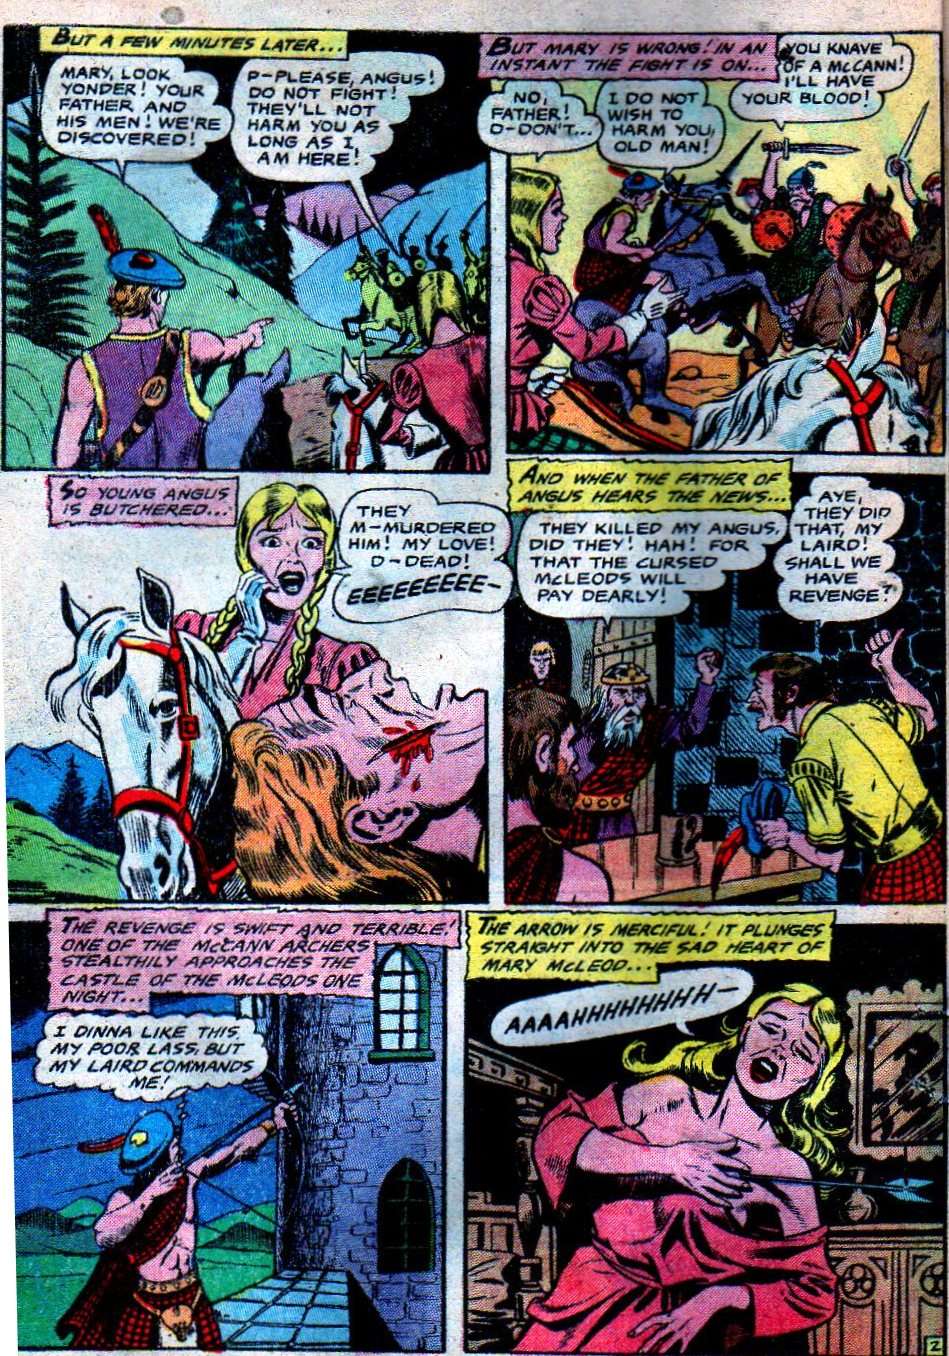 BUT A FEW MINUTES LATER...
MARY, LOOK
YONDER! YOUR
FATHER AND
HIS MEN! WE'RE
DISCOVERED!
P-PLEASE, ANGUS!
DO NOT FIGHT!
THEY'LL NOT
HARM YOU AS
LONG AS I
AM HERE!
BUT MARY IS WRONG! IN AN
INSTANT THE FIGHT IS ON...
NO,
FATHER!
D-DON'T...
I DO NOT
WISH TO
HARM YOU,
OLD MAN!
YOU KNAVE
OF A McCANN!
I'LL HAVE
YOUR BLOOD!
SO YOUNG ANGUS
IS BUTCHERED...
THEY
M-MURDERED
HIM! MY LOVE!
D-DEAD!
EEEEEEEEE-
AND WHEN THE FATHER OF
ANGUS HEARS THE NEWS...
THEY KILLED MY ANGUS,
DID THEY! HAH! FOR
THAT THE CURSED
McLEODS WILL
PAY DEARLY!
AYE,
THEY DID
THAT, MY
LAIRD!
SHALL WE
HAVE
REVENGE?
THE REVENGE IS SWIFT AND TERRIBLE!
ONE OF THE McCANN ARCHERS
STEALTHILY APPROACHES THE
CASTLE OF THE McLEODS ONE
NIGHT...
I DINNA LIKE THIS,
MY POOR LASS, BUT
MY LAIRD COMMANDS
ME!
THE ARROW IS MERCIFUL! IT PLUNGES
STRAIGHT INTO THE SAD HEART OF
MARY McLEOD...
AAAAHHHHHHHHH-
2